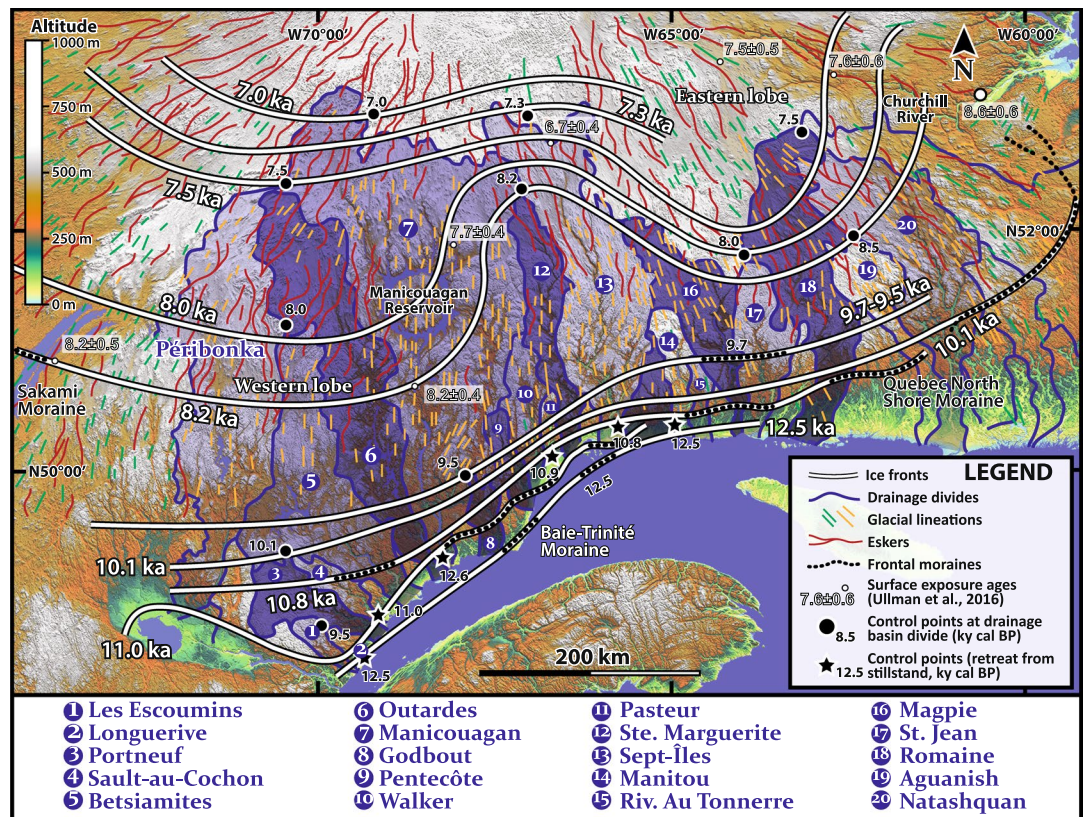 Altitude
1000 m
750 m
500 m
250 m
0 m
W70°00′
W65°00′
W60°00′
N
7.5±0.5
7.6±0.6
8.6±0.6
Eastern lobe
Churchill
River
7.0 ka
7.0
7.3
7.3 ka
6.7±0.4
7.5
7.5
7.5 ka
8.2
7
7.7±0.4
20
N52°00′
8.0
8.5
12
13
16
19
18
17
Manicouagan
Reservoir
8.0 ka
8.0
9.7-9.5 ka
10.1 ka
Péribonka
14
9.7
8.2±0.5
Western lobe
8.2±0.4
15
Sakami
Moraine
8.2 ka
10
11
9
Quebec North
Shore Moraine
12.5 ka
10.8
12.5
N50°00′
6
5
9.5
10.9
12.5
10.1
8
Baie-Trinité
Moraine
10.1 ka
3
4
12.6
10.8 ka
11.0
1
9.5
11.0 ka
2
12.5
200 km
LEGEND
Ice fronts
Drainage divides
Glacial lineations
Eskers
Frontal moraines
7.6±0.6
Surface exposure ages
(Ullman et al., 2016)
8.5
Control points at drainage
basin divide (ky cal BP)
12.5
Control points (retreat from
stillstand, ky cal BP)
1 Les Escoumins
2 Longuerive
3 Portneuf
4 Sault-au-Cochon
5 Betsiamites
6 Outardes
7 Manicouagan
8 Godbout
9 Pentecôte
10 Walker
11 Pasteur
12 Ste. Marguerite
13 Sept-Îles
14 Manitou
15 Riv. Au Tonnerre
16 Magpie
17 St. Jean
18 Romaine
19 Aguanish
20 Natashquan